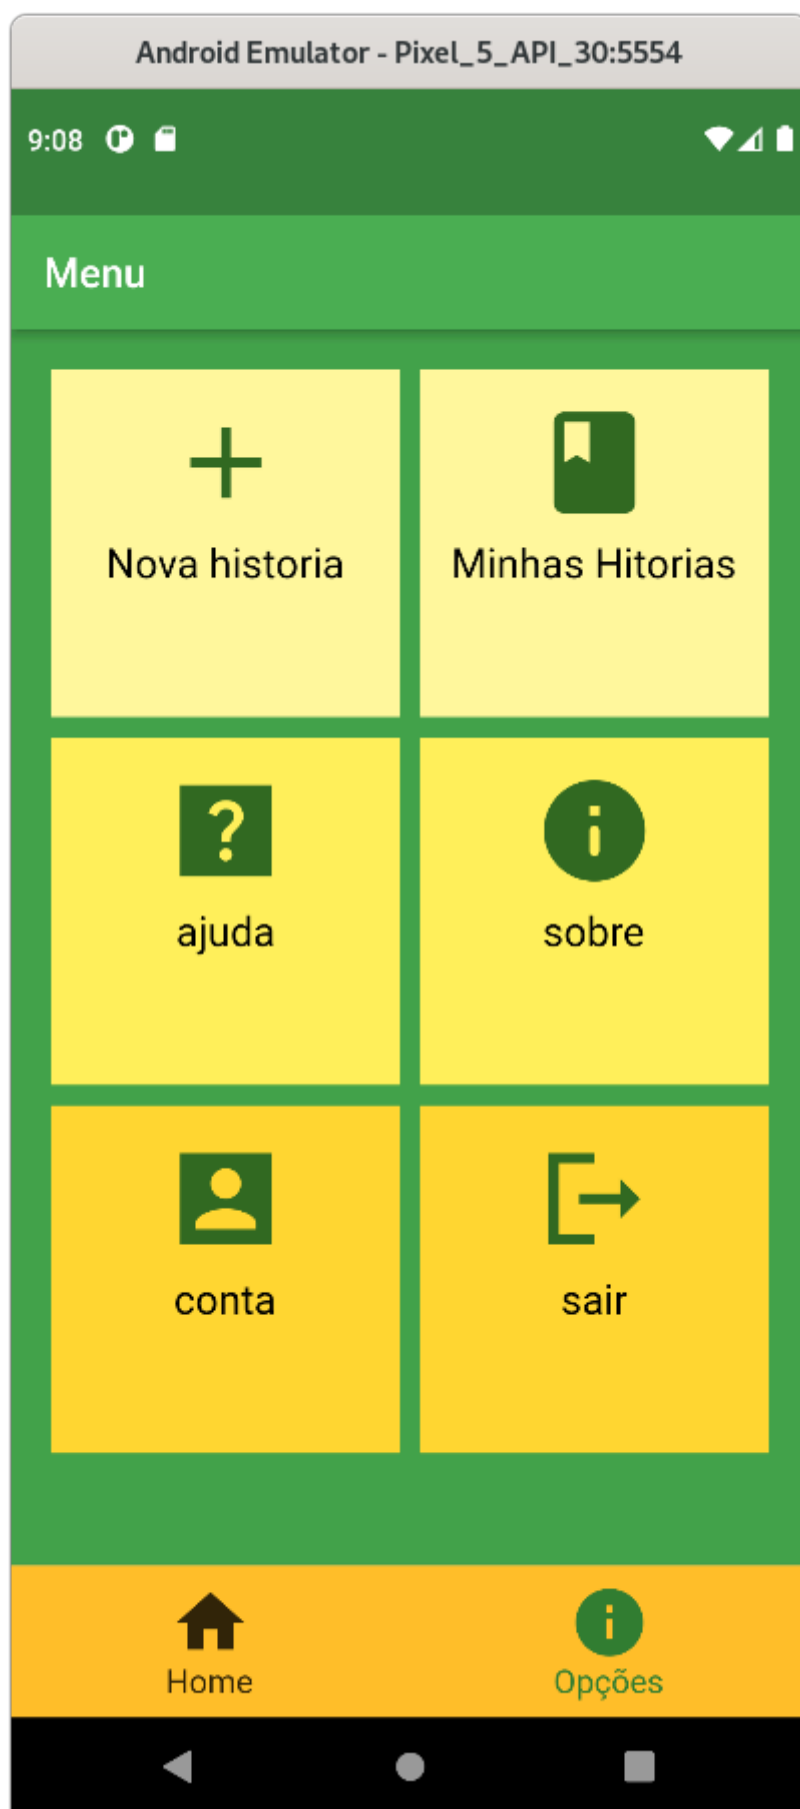 Android Emulator - Pixel_5_API_30:5554
9:08
Menu
Nova historia
Minhas Hitorias
ajuda
sobre
conta
sair
Home
Opções